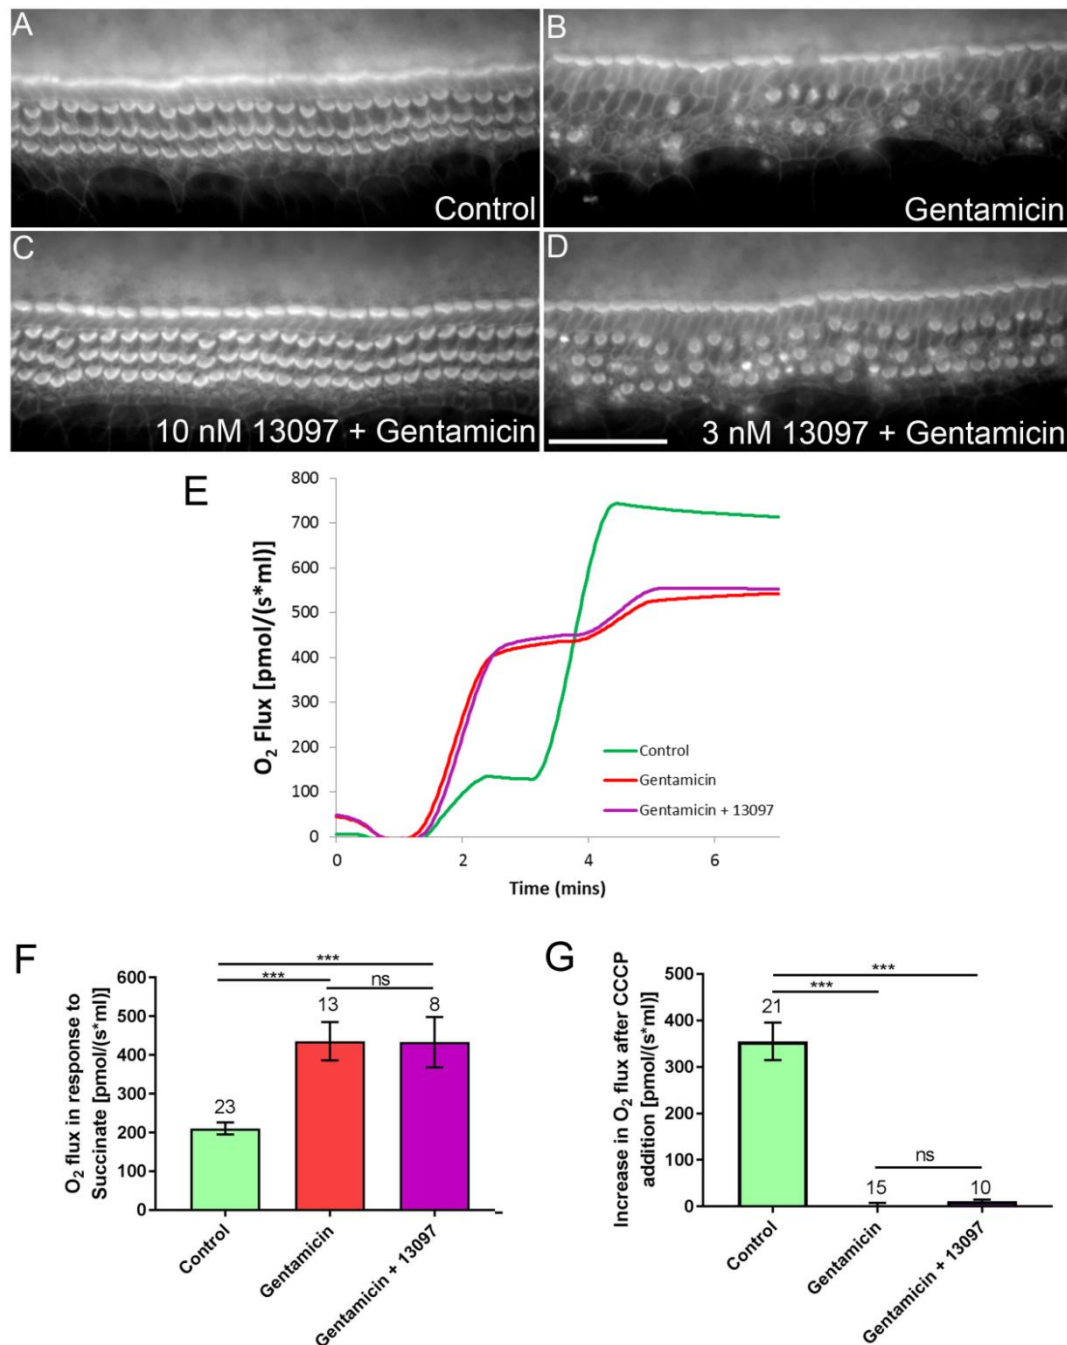 A
B
Control
Gentamicin
C
D
10 nM 13097 + Gentamicin
3 nM 13097 + Gentamicin
E
O2 Flux [pmol/(s*ml)]
800
700
600
500
400
300
200
100
0
0
2
4
6
Time (mins)
Control
Gentamicin
Gentamicin + 13097
F
O2 flux in response to
Succinate [pmol/(s*ml)]
600
500
400
300
200
100
0
***
***
ns
23
13
8
Control
Gentamicin
Gentamicin + 13097
G
Increase in O2 flux after CCCP
addition [pmol/(s*ml)]
500
400
300
200
100
0
***
***
ns
21
15
10
Control
Gentamicin
Gentamicin + 13097